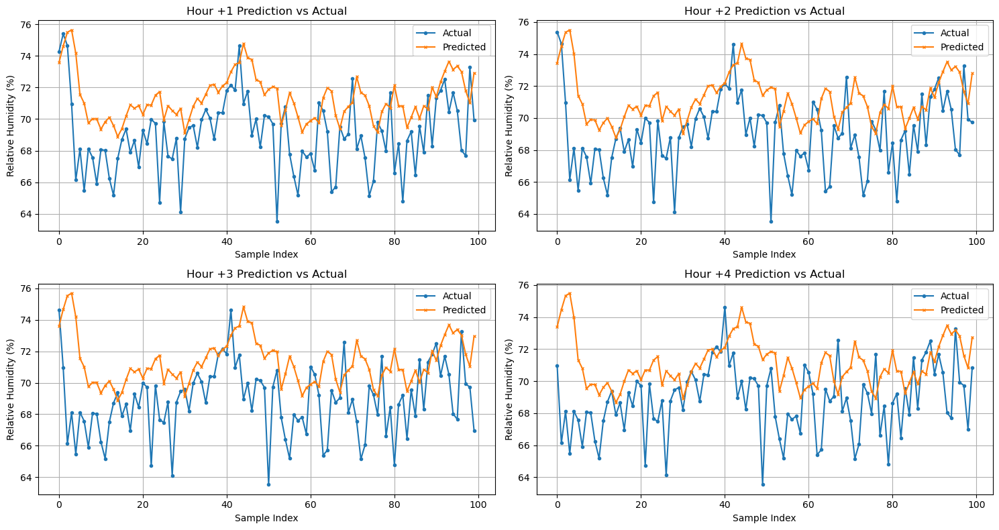 Hour +1 Prediction vs Actual
Relative Humidity (%)
76
74
72
70
68
66
64
0
20
40
60
80
100
Sample Index
Actual
Predicted
Hour +2 Prediction vs Actual
Relative Humidity (%)
76
74
72
70
68
66
64
0
20
40
60
80
100
Sample Index
Actual
Predicted
Hour +3 Prediction vs Actual
Relative Humidity (%)
76
74
72
70
68
66
64
0
20
40
60
80
100
Sample Index
Actual
Predicted
Hour +4 Prediction vs Actual
Relative Humidity (%)
76
74
72
70
68
66
64
0
20
40
60
80
100
Sample Index
Actual
Predicted